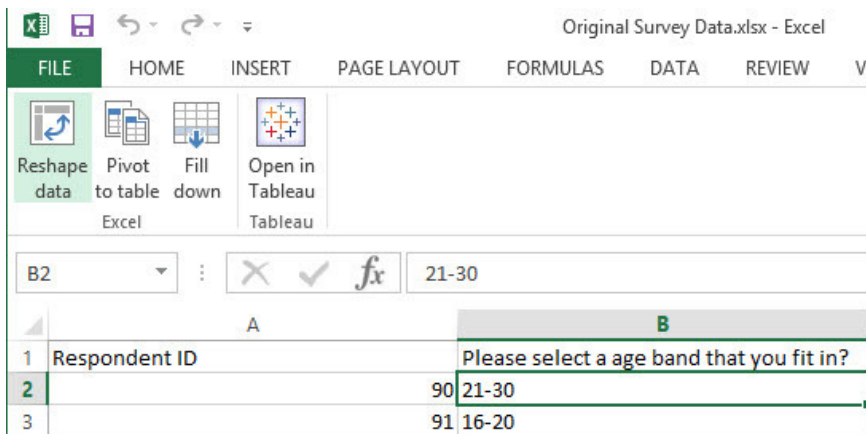 Original Survey Data.xlsx - Excel
FILE HOME INSERT PAGE LAYOUT FORMULAS DATA REVIEW V
Reshape data
Pivot to table
Fill down
Open in Tableau
Excel Tableau
B2 fx 21-30
A B
1 Respondent ID Please select a age band that you fit in?
2 90 21-30
3 91 16-20